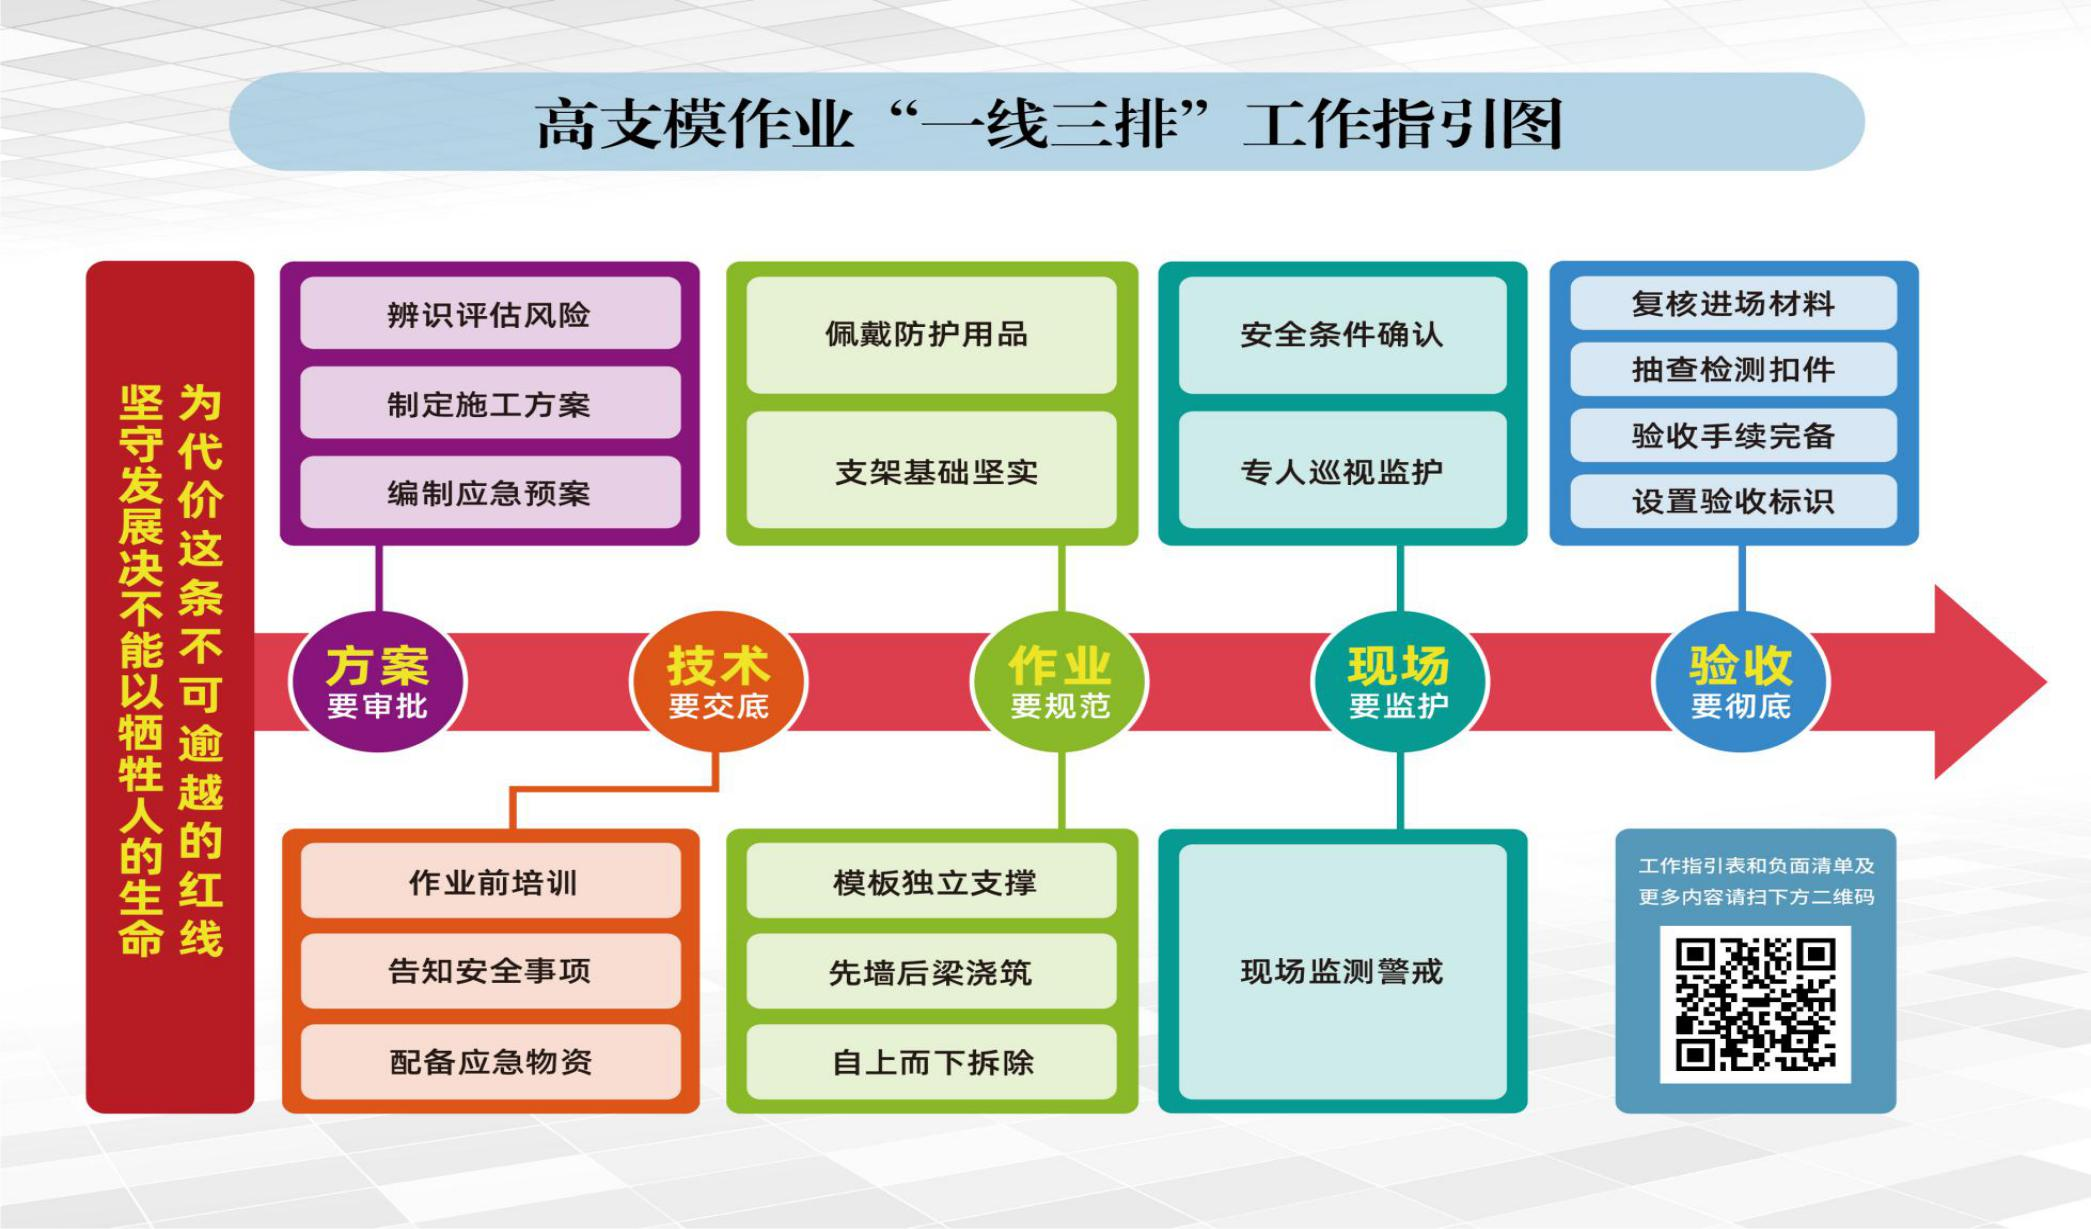 高支模作业“一线三排”工作指引图
坚守发展决不能以牺牲人的生命
为代价这条不可逾越的红线
辨识评估风险
制定施工方案
编制应急预案
佩戴防护用品
支架基础坚实
安全条件确认
专人巡视监护
复核进场材料
抽查检测扣件
验收手续完备
设置验收标识
方案
要审批
技术
要交底
作业
要规范
现场
要监护
验收
要彻底
作业前培训
告知安全事项
配备应急物资
模板独立支撑
先墙后梁浇筑
自上而下拆除
现场监测警戒
工作指引表和负面清单及
更多内容请扫下方二维码